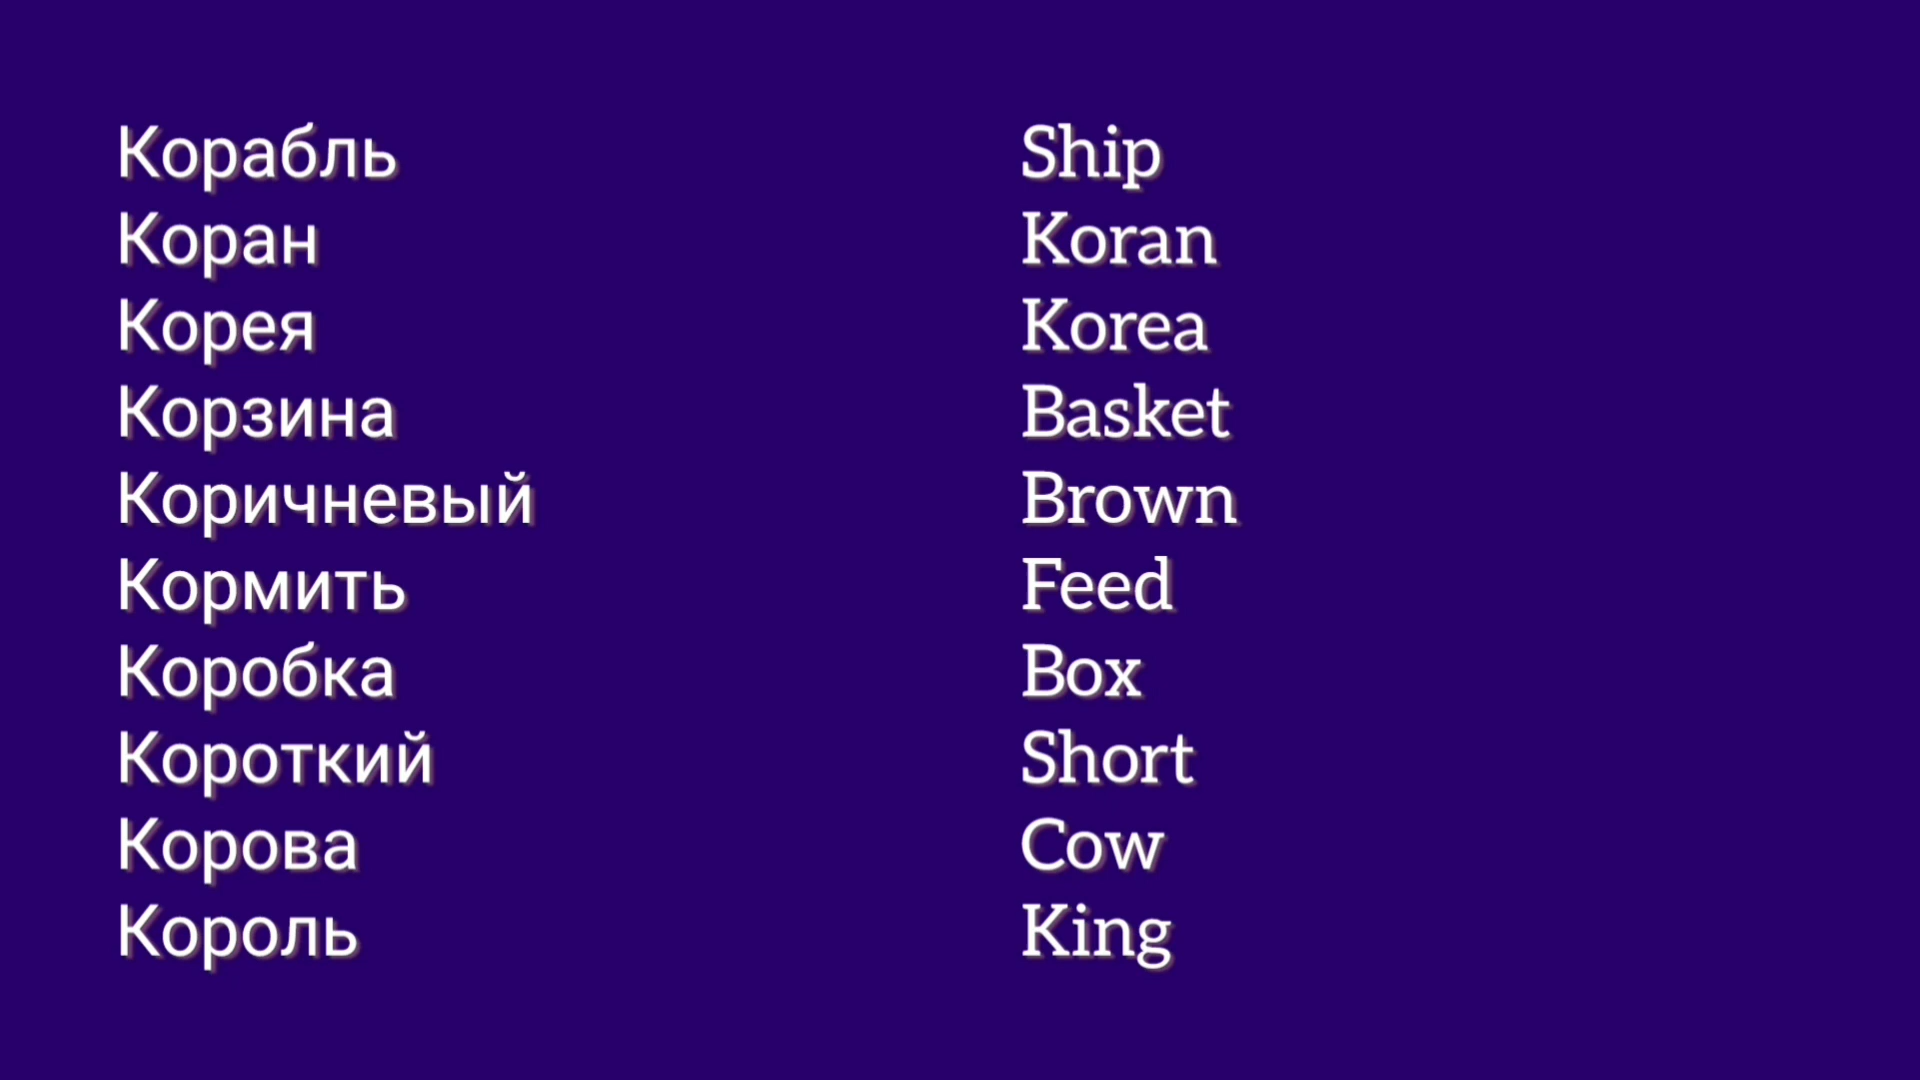 Корабль Ship
Коран Koran
Корея Korea
Корзина Basket
Коричневый Brown
Кормить Feed
Коробка Box
Короткий Short
Корова Cow
Король King